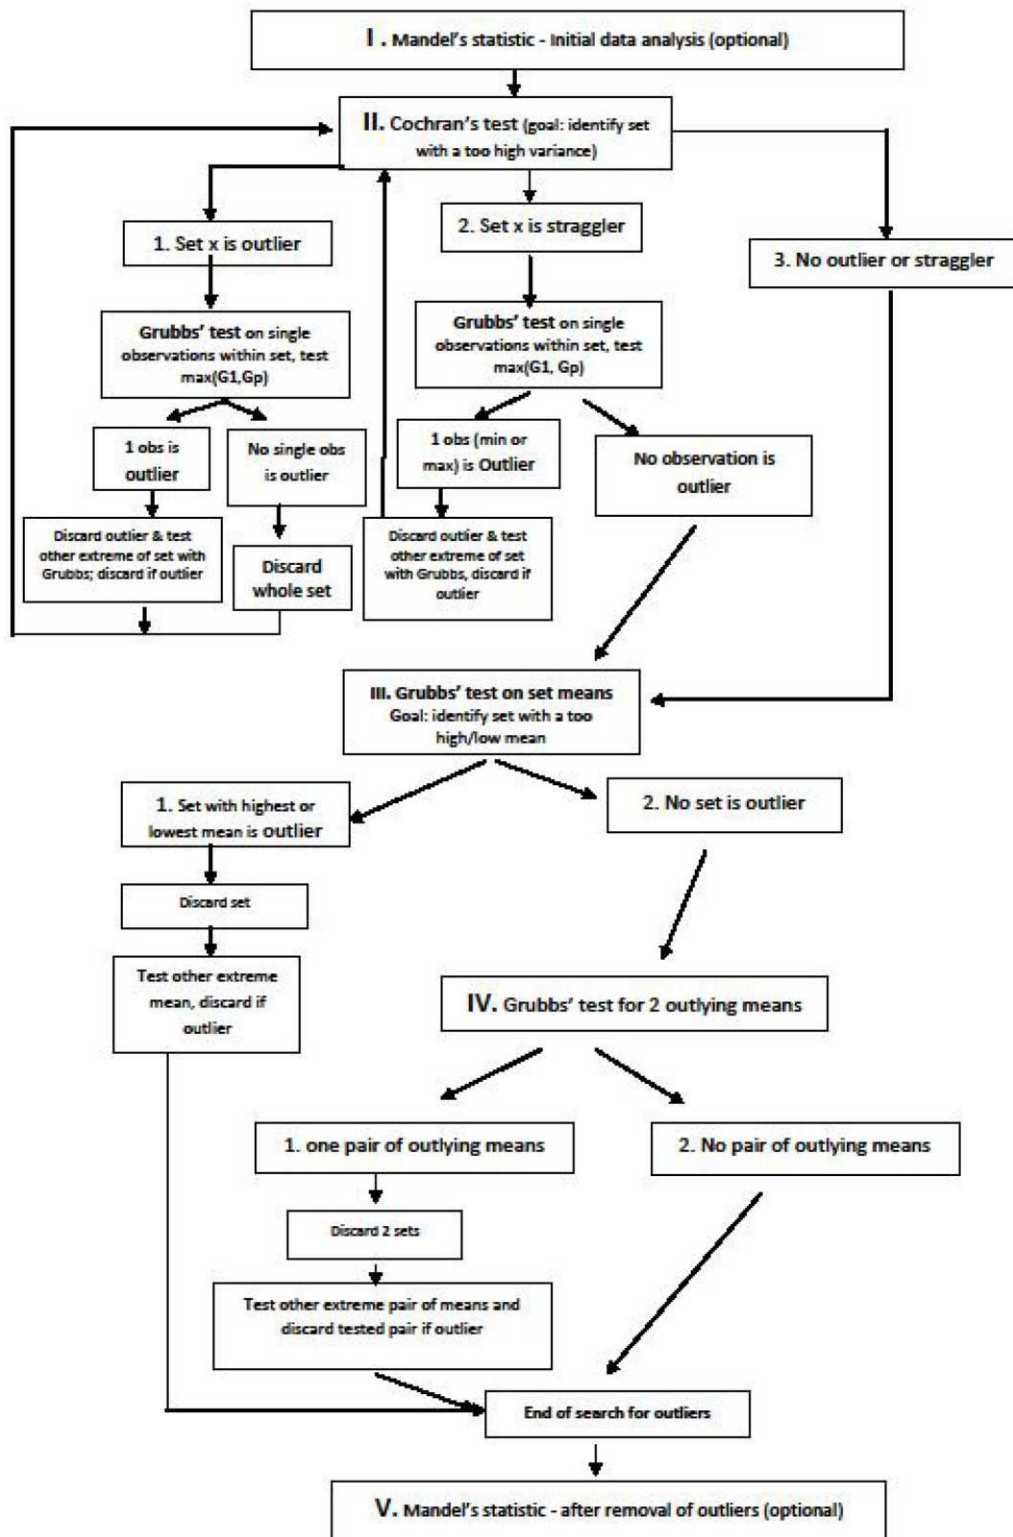 I . Mandel's statistic - Initial data analysis (optional)
II. Cochran's test (goal: identify set
with a too high variance)
1. Set x is outlier
2. Set x is straggler
3. No outlier or straggler
Grubbs' test on single
observations within set, test
max(G1,Gp)
Grubbs' test on single
observations within set, test
max(G1, Gp)
1 obs is
outlier
No single obs
is outlier
1 obs (min or
max) is Outlier
No observation is
outlier
Discard outlier & test
other extreme of set with
Grubbs; discard if outlier
Discard
whole set
Discard outlier & test
other extreme of set
with Grubbs, discard if
outlier
III. Grubbs' test on set means
Goal: identify set with a too
high/low mean
1. Set with highest or
lowest mean is outlier
2. No set is outlier
Discard set
Test other extreme
mean, discard if
outlier
IV. Grubbs' test for 2 outlying means
1. one pair of outlying means
2. No pair of outlying means
Discard 2 sets
Test other extreme pair of means and
discard tested pair if outlier
End of search for outliers
V. Mandel's statistic - after removal of outliers (optional)